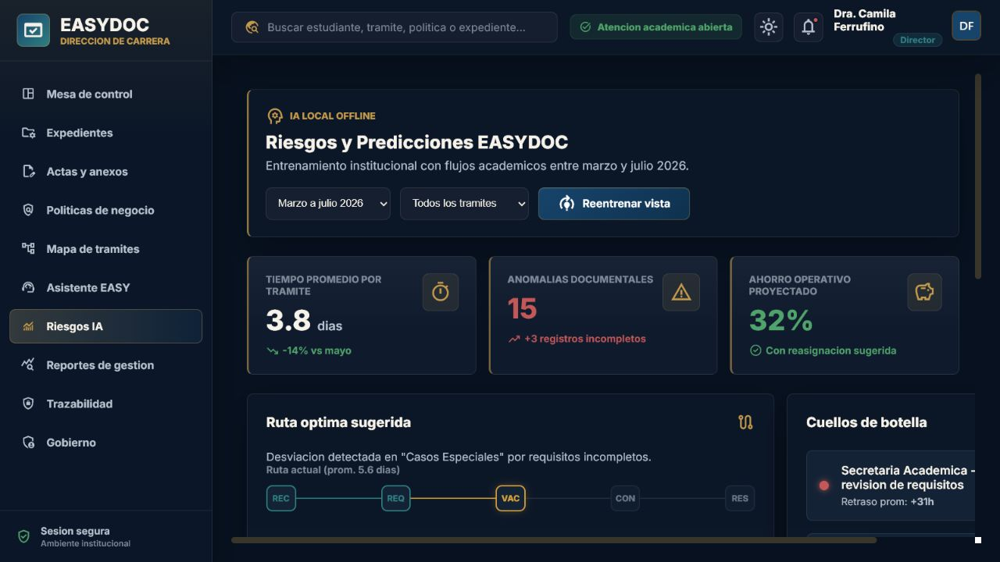 EASYDOC
DIRECCION DE CARRERA
Buscar estudiante, tramite, politica o expediente...
Atencion academica abierta
Dra. Camila
Ferrufino
Director
DF
Mesa de control
Expedientes
Actas y anexos
Politicas de negocio
Mapa de tramites
Asistente EASY
Riesgos IA
Reportes de gestion
Trazabilidad
Gobierno
Sesion segura
Ambiente institucional
IA LOCAL OFFLINE
Riesgos y Predicciones EASYDOC
Entrenamiento institucional con flujos academicos entre marzo y julio 2026.
Marzo a julio 2026
Todos los tramites
Reentrenar vista
TIEMPO PROMEDIO POR
TRAMITE
3.8 dias
-14% vs mayo
ANOMALIAS DOCUMENTALES
15
+3 registros incompletos
AHORRO OPERATIVO
PROYECTADO
32%
Con reasignacion sugerida
Ruta optima sugerida
Desviacion detectada en "Casos Especiales" por requisitos incompletos.
Ruta actual (prom. 5.6 dias)
REC
REQ
VAC
CON
RES
Cuellos de botella
Secretaria Academica -
revision de requisitos
Retraso prom: +31h